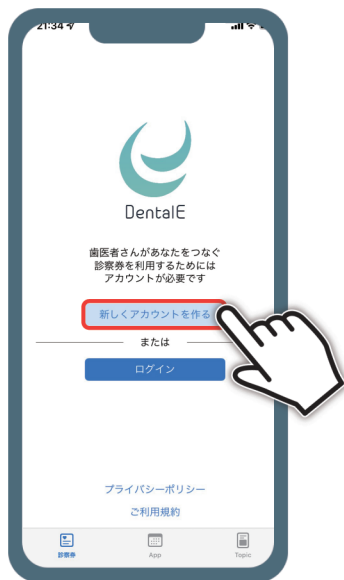 21:34
DentalE
歯医者さんがあなたをつなぐ
診察券を利用するためには
アカウントが必要です
新しくアカウントを作る
または
ログイン
プライバシーポリシー
ご利用規約
診察券
App
Topic